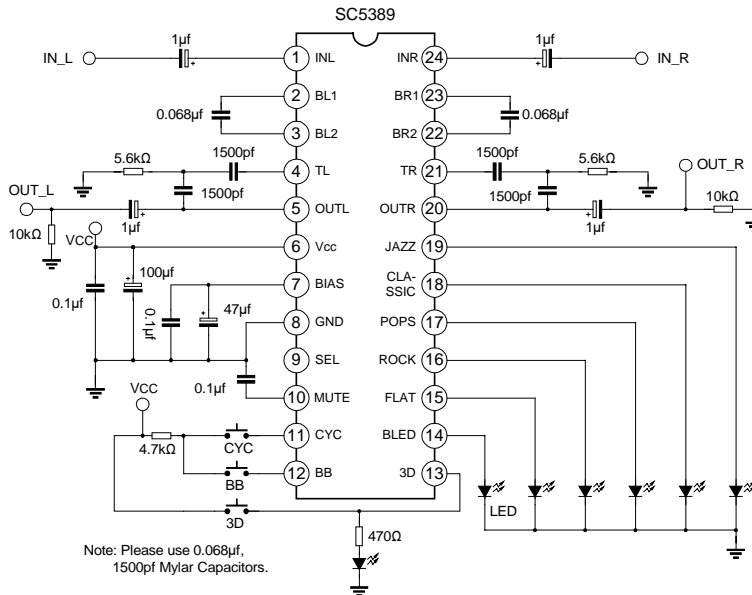 SC5389
1µf
1µf
IN_L
1
INL
INR
24
IN_R
2
BL1
BR1
23
0.068µf
0.068µf
3
BL2
BR2
22
5.6kΩ
1500pf
4
TL
TR
21
1500pf
5.6kΩ
OUT_R
OUT_L
1500pf
1500pf
5
OUTL
OUTR
20
10kΩ
1µf
1µf
10kΩ
VCC
6
Vcc
JAZZ
19
100µf
0.1µf
7
BIAS
CLA-
SSIC
18
0.1µf
47µf
8
GND
POPS
17
9
SEL
ROCK
16
0.1µf
VCC
10
MUTE
FLAT
15
4.7kΩ
CYC
11
CYC
BLED
14
BB
12
BB
3D
13
3D
LED
470Ω
Note: Please use 0.068µf,
1500pf Mylar Capacitors.